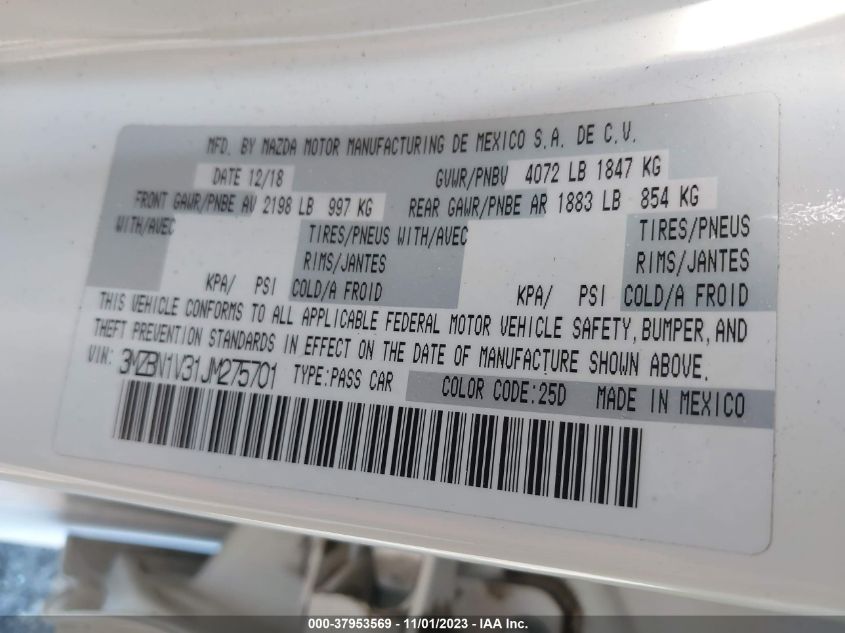 MFD. BY MAZDA MOTOR MANUFACTURING DE MEXICO S.A. DE C.V.
DATE 12/18 GVWR/PNBV 4072 LB 1847 KG
FRONT GAWR/PNBE AV 2198 LB 997 KG REAR GAWR/PNBE AR 1883 LB 854 KG
WITH/AVEC TIRES/PNEUS WITH/AVEC TIRES/PNEUS
RIMS/JANTES RIMS/JANTES
KPA/ PSI COLD/A FROID KPA/ PSI COLD/A FROID
THIS VEHICLE CONFORMS TO ALL APPLICABLE FEDERAL MOTOR VEHICLE SAFETY, BUMPER, AND
THEFT PREVENTION STANDARDS IN EFFECT ON THE DATE OF MANUFACTURE SHOWN ABOVE.
VIN: 3MZBN1V31JM275701 TYPE:PASS CAR COLOR CODE:25D MADE IN MEXICO
000-37953569 - 11/01/2023 - IAA Inc.